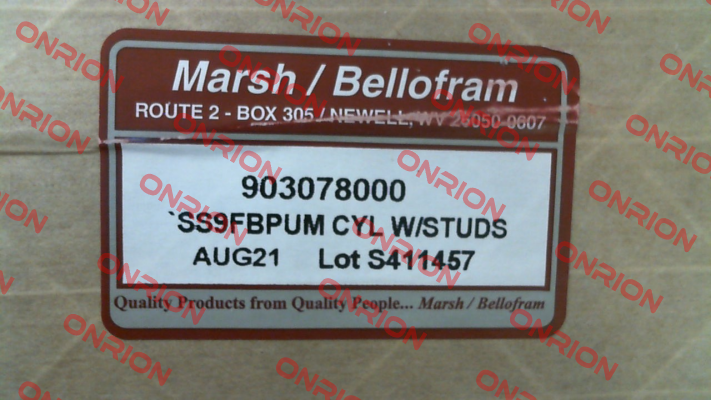 Marsh / Bellofram
ROUTE 2 - BOX 305 / NEWELL, WV 26050-0607
903078000
`SS9FBPUM CYL W/STUDS
AUG21 Lot S411457
Quality Products from Quality People... Marsh / Bellofram
ONRION